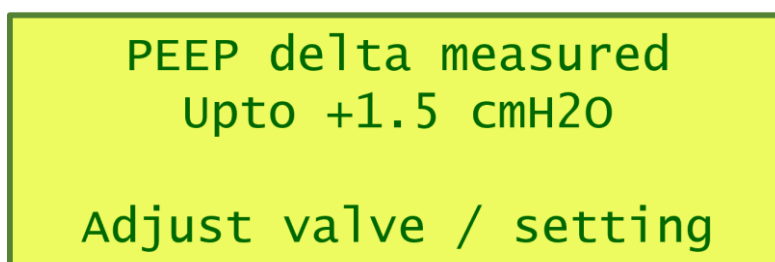 PEEP delta measured
Upto +1.5 cmH2O
Adjust valve / setting